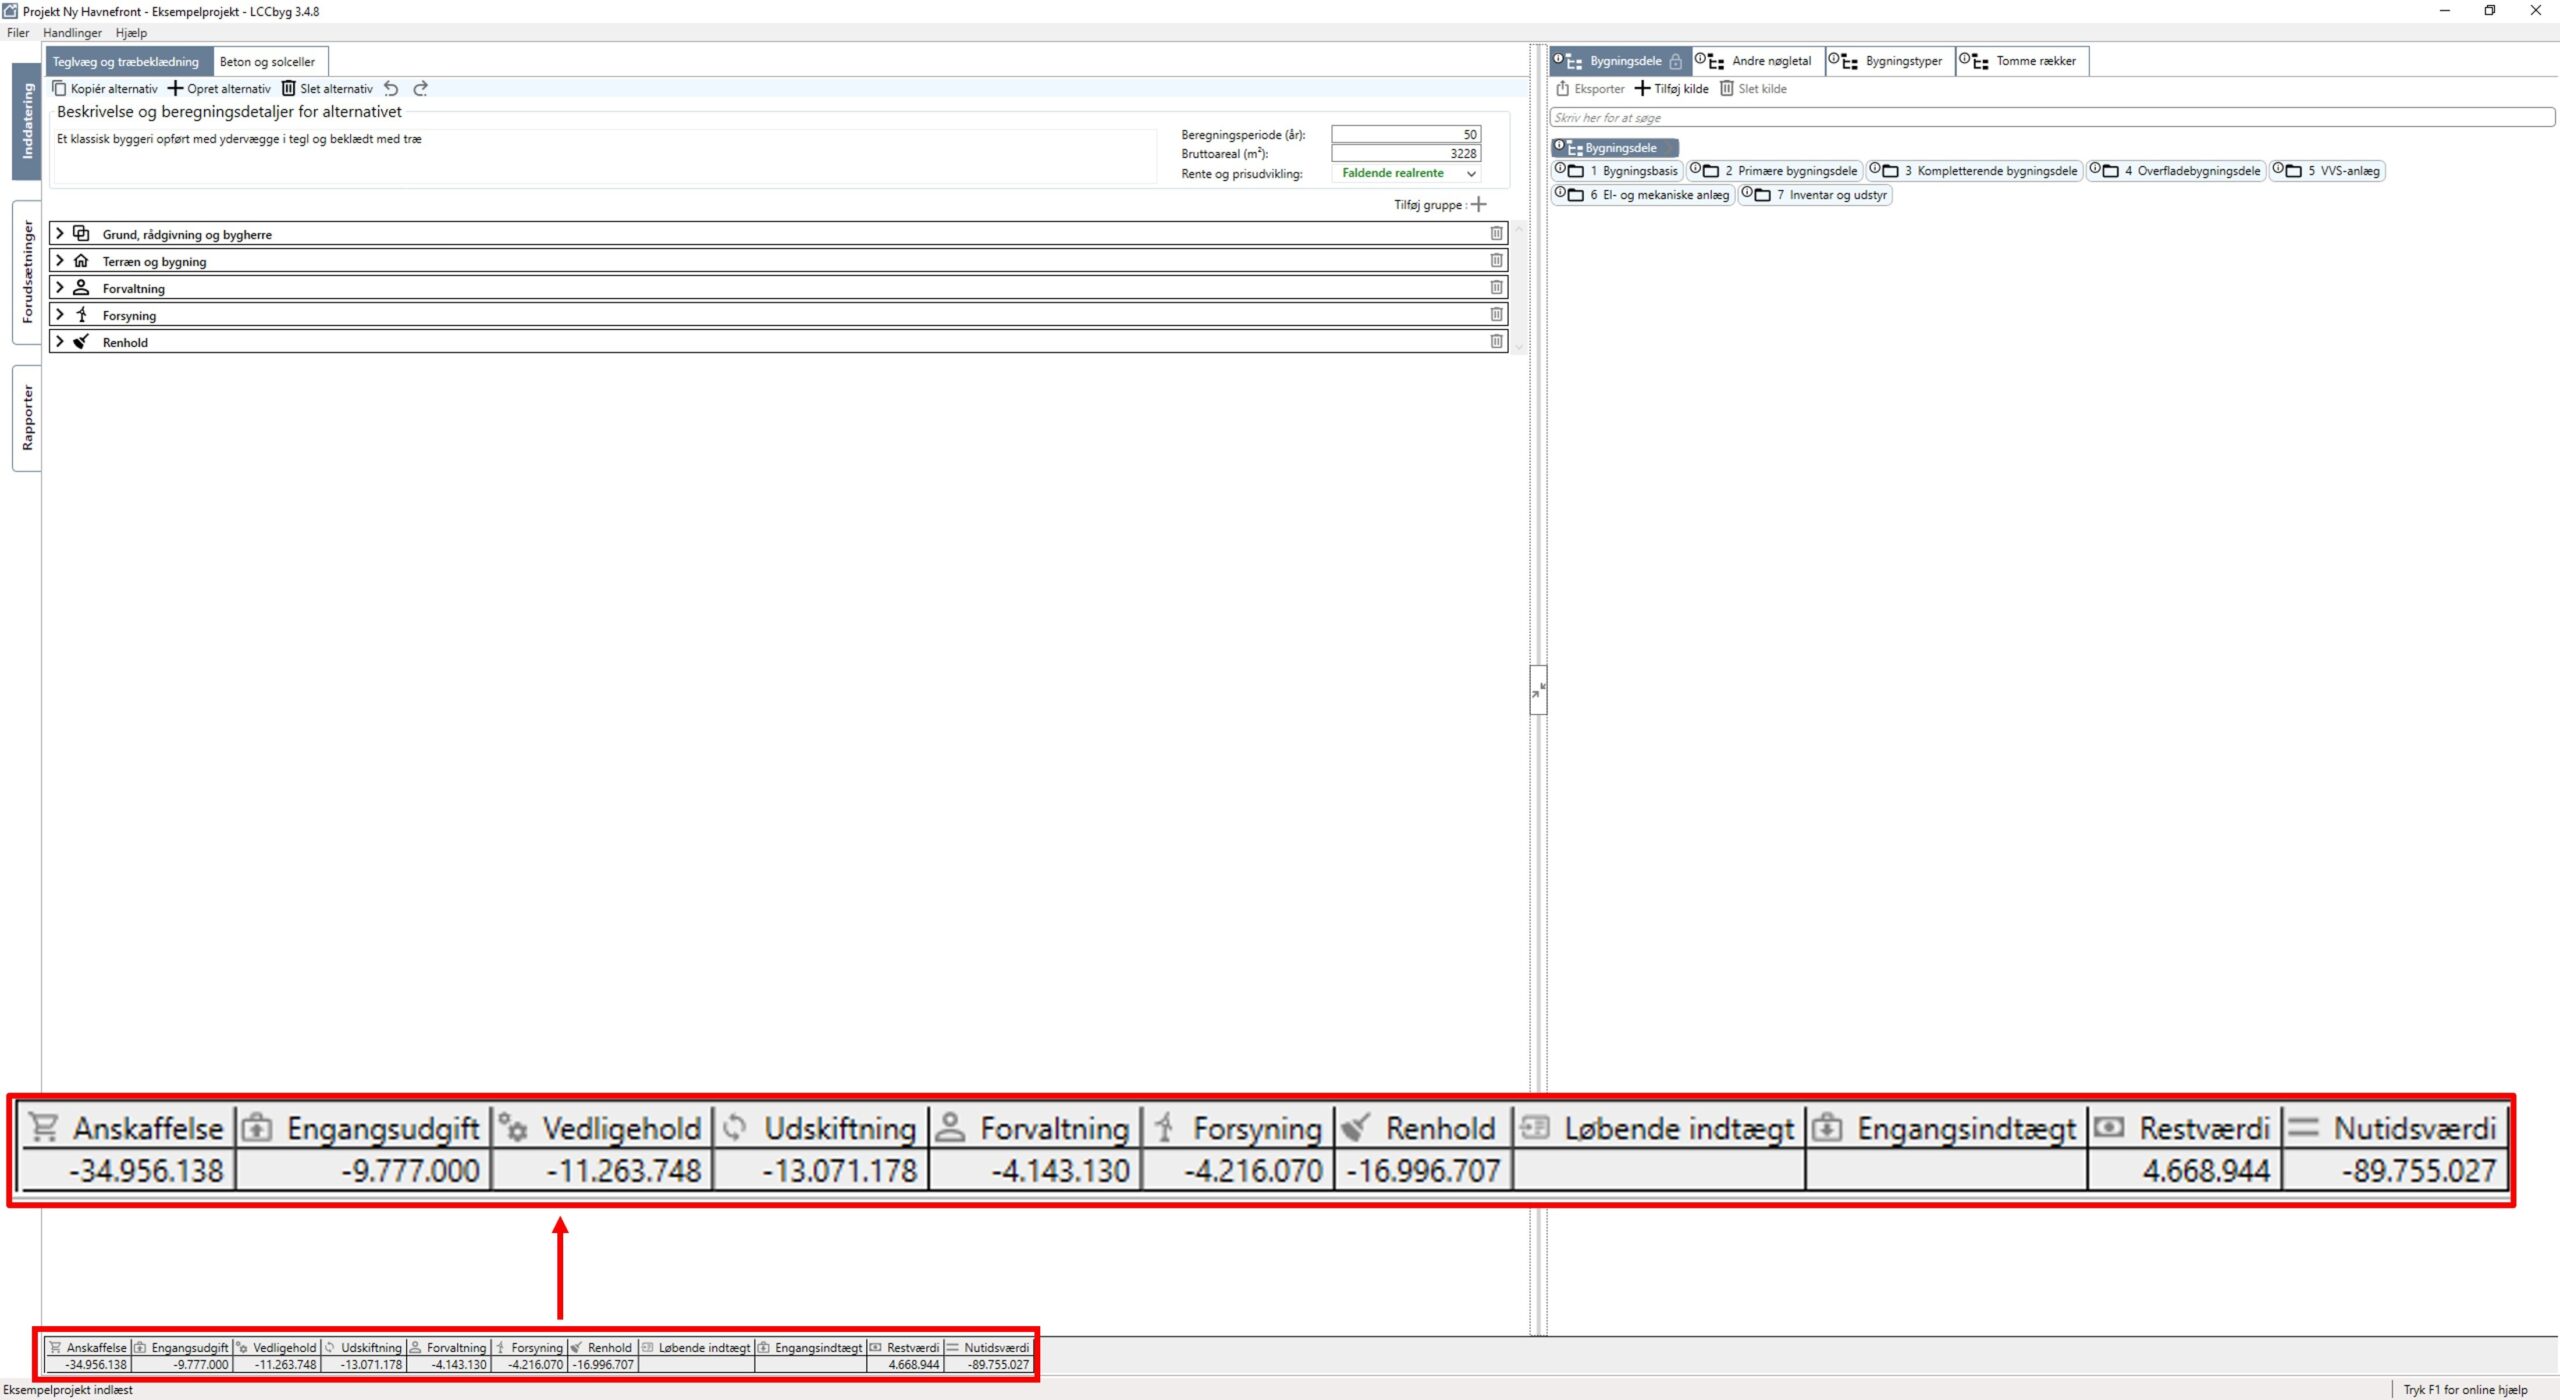 Projekt Ny Havnefront - Eksempelprojekt - LCCbyg 3.4.8
Filer Handlinger Hjælp
Inddatering
Forudsætninger
Rapporter
Teglvæg og træbeklædning Beton og solceller
Kopiér alternativ Opret alternativ Slet alternativ
Beskrivelse og beregningsdetaljer for alternativet
Et klassisk byggeri opført med ydervægge i tegl og beklædt med træ
Beregningsperiode (år): 50
Bruttoareal (m²): 3228
Rente og prisudvikling: Faldende realrente
Tilføj gruppe :
Grund, rådgivning og bygherre
Terræn og bygning
Forvaltning
Forsyning
Renhold
Bygningsdele Andre nøgletal Bygningstyper Tomme rækker
Eksporter Tilføj kilde Slet kilde
Skriv her for at søge
Bygningsdele
1 Bygningsbasis 2 Primære bygningsdele 3 Kompletterende bygningsdele 4 Overfladebygningsdele 5 VVS-anlæg
6 El- og mekaniske anlæg 7 Inventar og udstyr
Anskaffelse Engangsudgift Vedligehold Udskiftning Forvaltning Forsyning Renhold Løbende indtægt Engangsindtægt Restværdi Nutidsværdi
-34.956.138 -9.777.000 -11.263.748 -13.071.178 -4.143.130 -4.216.070 -16.996.707 4.668.944 -89.755.027
Anskaffelse Engangsudgift Vedligehold Udskiftning Forvaltning Forsyning Renhold Løbende indtægt Engangsindtægt Restværdi Nutidsværdi
-34.956.138 -9.777.000 -11.263.748 -13.071.178 -4.143.130 -4.216.070 -16.996.707 4.668.944 -89.755.027
Eksempelprojekt indlæst
Tryk F1 for online hjælp